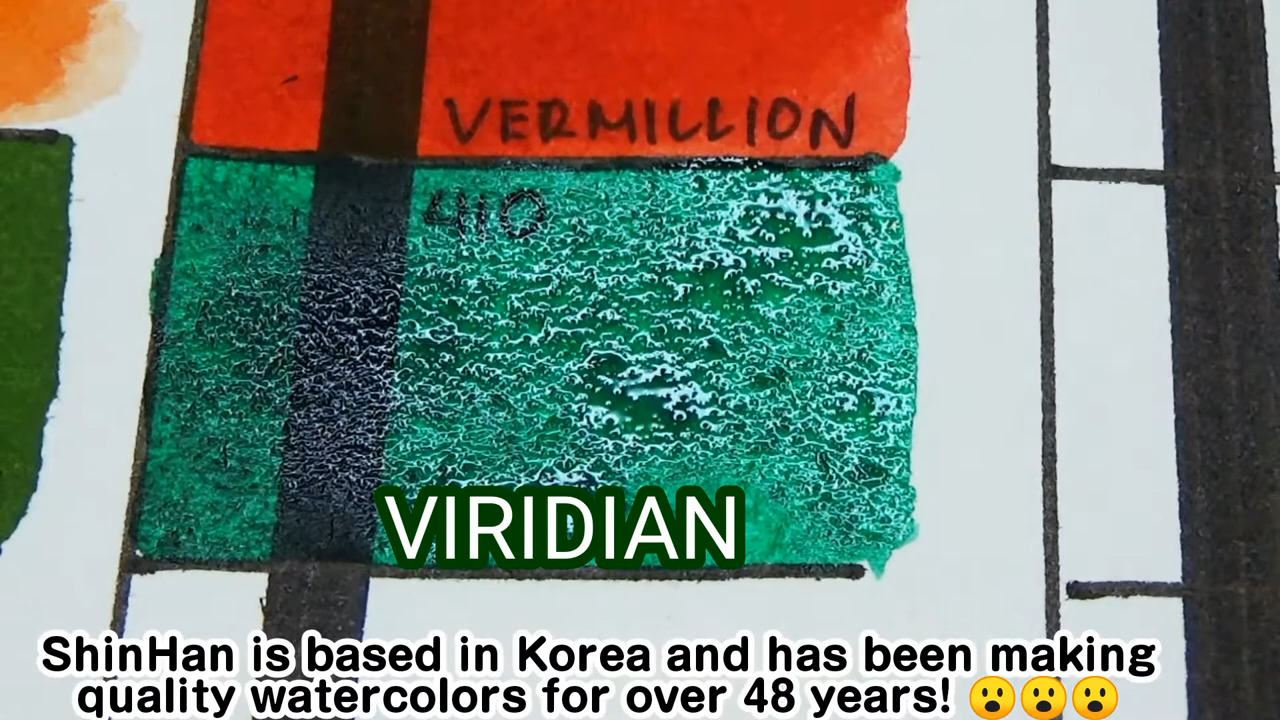 VERMILLION
410
VIRIDIAN
ShinHan is based in Korea and has been making
quality watercolors for over 48 years! 😮😮😮